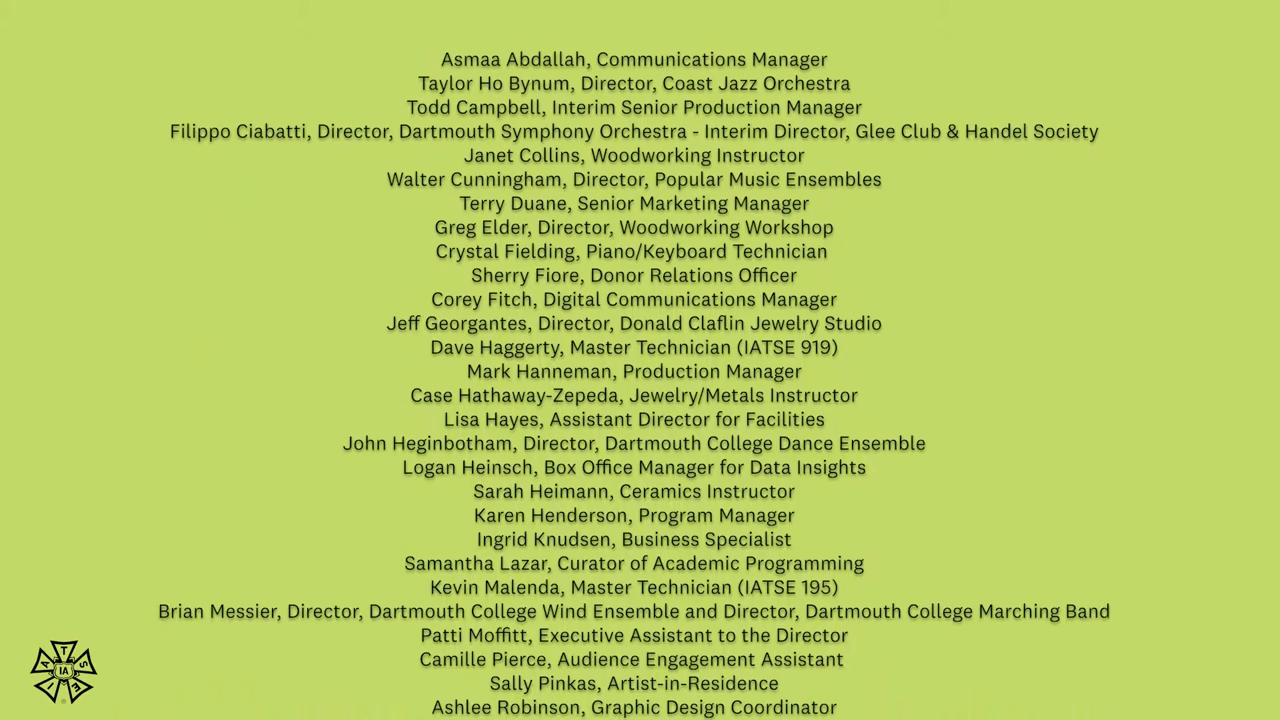 Asmaa Abdallah, Communications Manager
Taylor Ho Bynum, Director, Coast Jazz Orchestra
Todd Campbell, Interim Senior Production Manager
Filippo Ciabatti, Director, Dartmouth Symphony Orchestra - Interim Director, Glee Club & Handel Society
Janet Collins, Woodworking Instructor
Walter Cunningham, Director, Popular Music Ensembles
Terry Duane, Senior Marketing Manager
Greg Elder, Director, Woodworking Workshop
Crystal Fielding, Piano/Keyboard Technician
Sherry Fiore, Donor Relations Officer
Corey Fitch, Digital Communications Manager
Jeff Georgantes, Director, Donald Claflin Jewelry Studio
Dave Haggerty, Master Technician (IATSE 919)
Mark Hanneman, Production Manager
Case Hathaway-Zepeda, Jewelry/Metals Instructor
Lisa Hayes, Assistant Director for Facilities
John Heginbotham, Director, Dartmouth College Dance Ensemble
Logan Heinsch, Box Office Manager for Data Insights
Sarah Heimann, Ceramics Instructor
Karen Henderson, Program Manager
Ingrid Knudsen, Business Specialist
Samantha Lazar, Curator of Academic Programming
Kevin Malenda, Master Technician (IATSE 195)
Brian Messier, Director, Dartmouth College Wind Ensemble and Director, Dartmouth College Marching Band
Patti Moffitt, Executive Assistant to the Director
Camille Pierce, Audience Engagement Assistant
Sally Pinkas, Artist-in-Residence
Ashlee Robinson, Graphic Design Coordinator
IATSE
IA